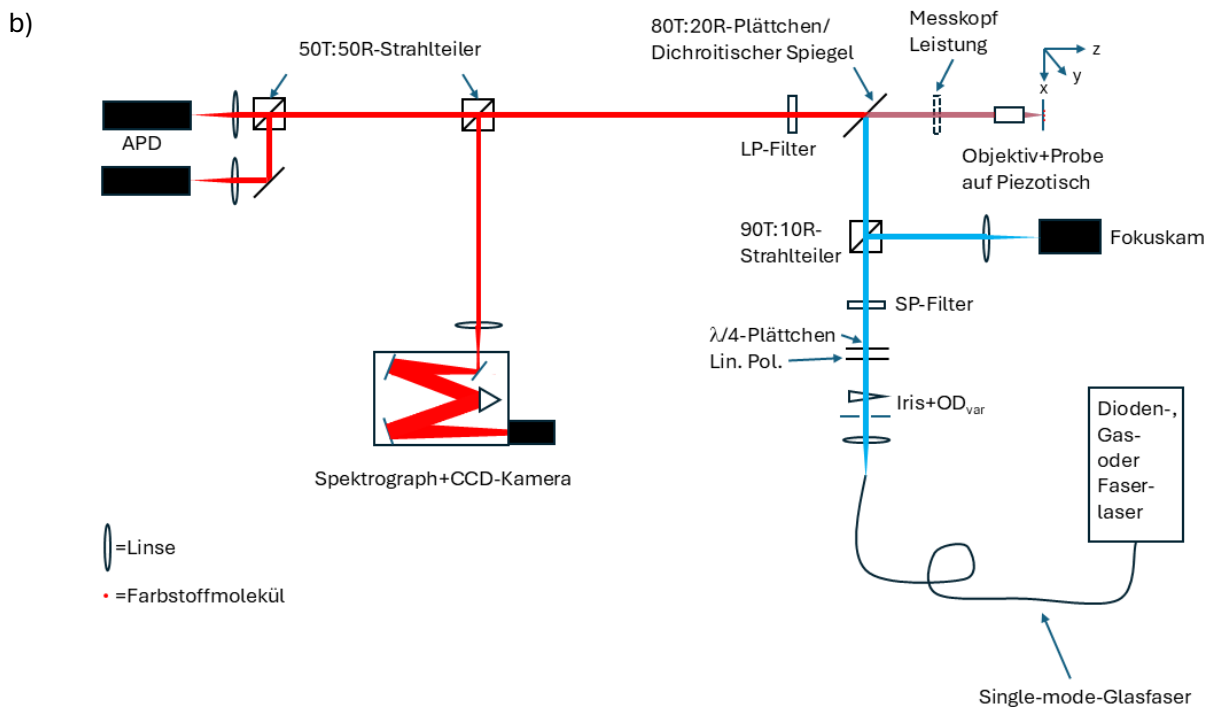 b)
50T:50R-Strahlteiler
80T:20R-Plättchen/
Dichroitischer Spiegel
Messkopf
Leistung
z
y
x
APD
LP-Filter
Objektiv+Probe
auf Piezotisch
90T:10R-
Strahlteiler
Fokuskam
SP-Filter
λ/4-Plättchen
Lin. Pol.
Iris+ODvar
Dioden-,
Gas-
oder
Faser-
laser
Spektrograph+CCD-Kamera
=Linse
=Farbstoffmolekül
Single-mode-Glasfaser